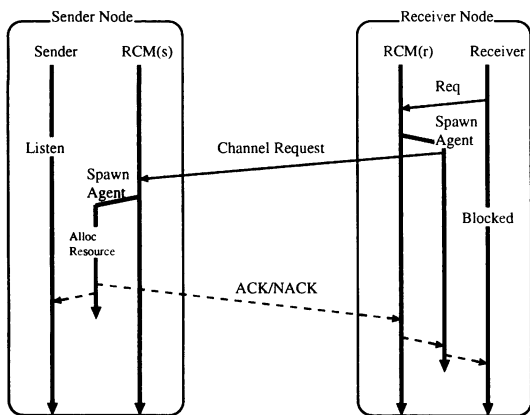 Sender Node
Receiver Node
Sender
RCM(s)
RCM(r)
Receiver
Req
Spawn
Agent
Listen
Channel Request
Spawn
Agent
Blocked
Alloc
Resource
ACK/NACK